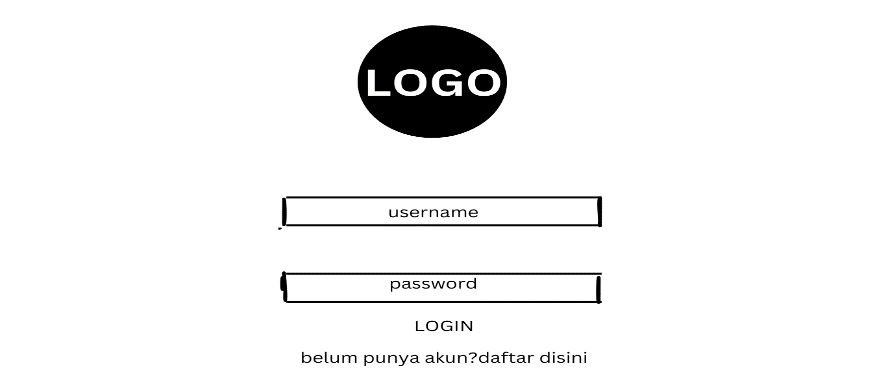 LOGO
username
password
LOGIN
belum punya akun?daftar disini